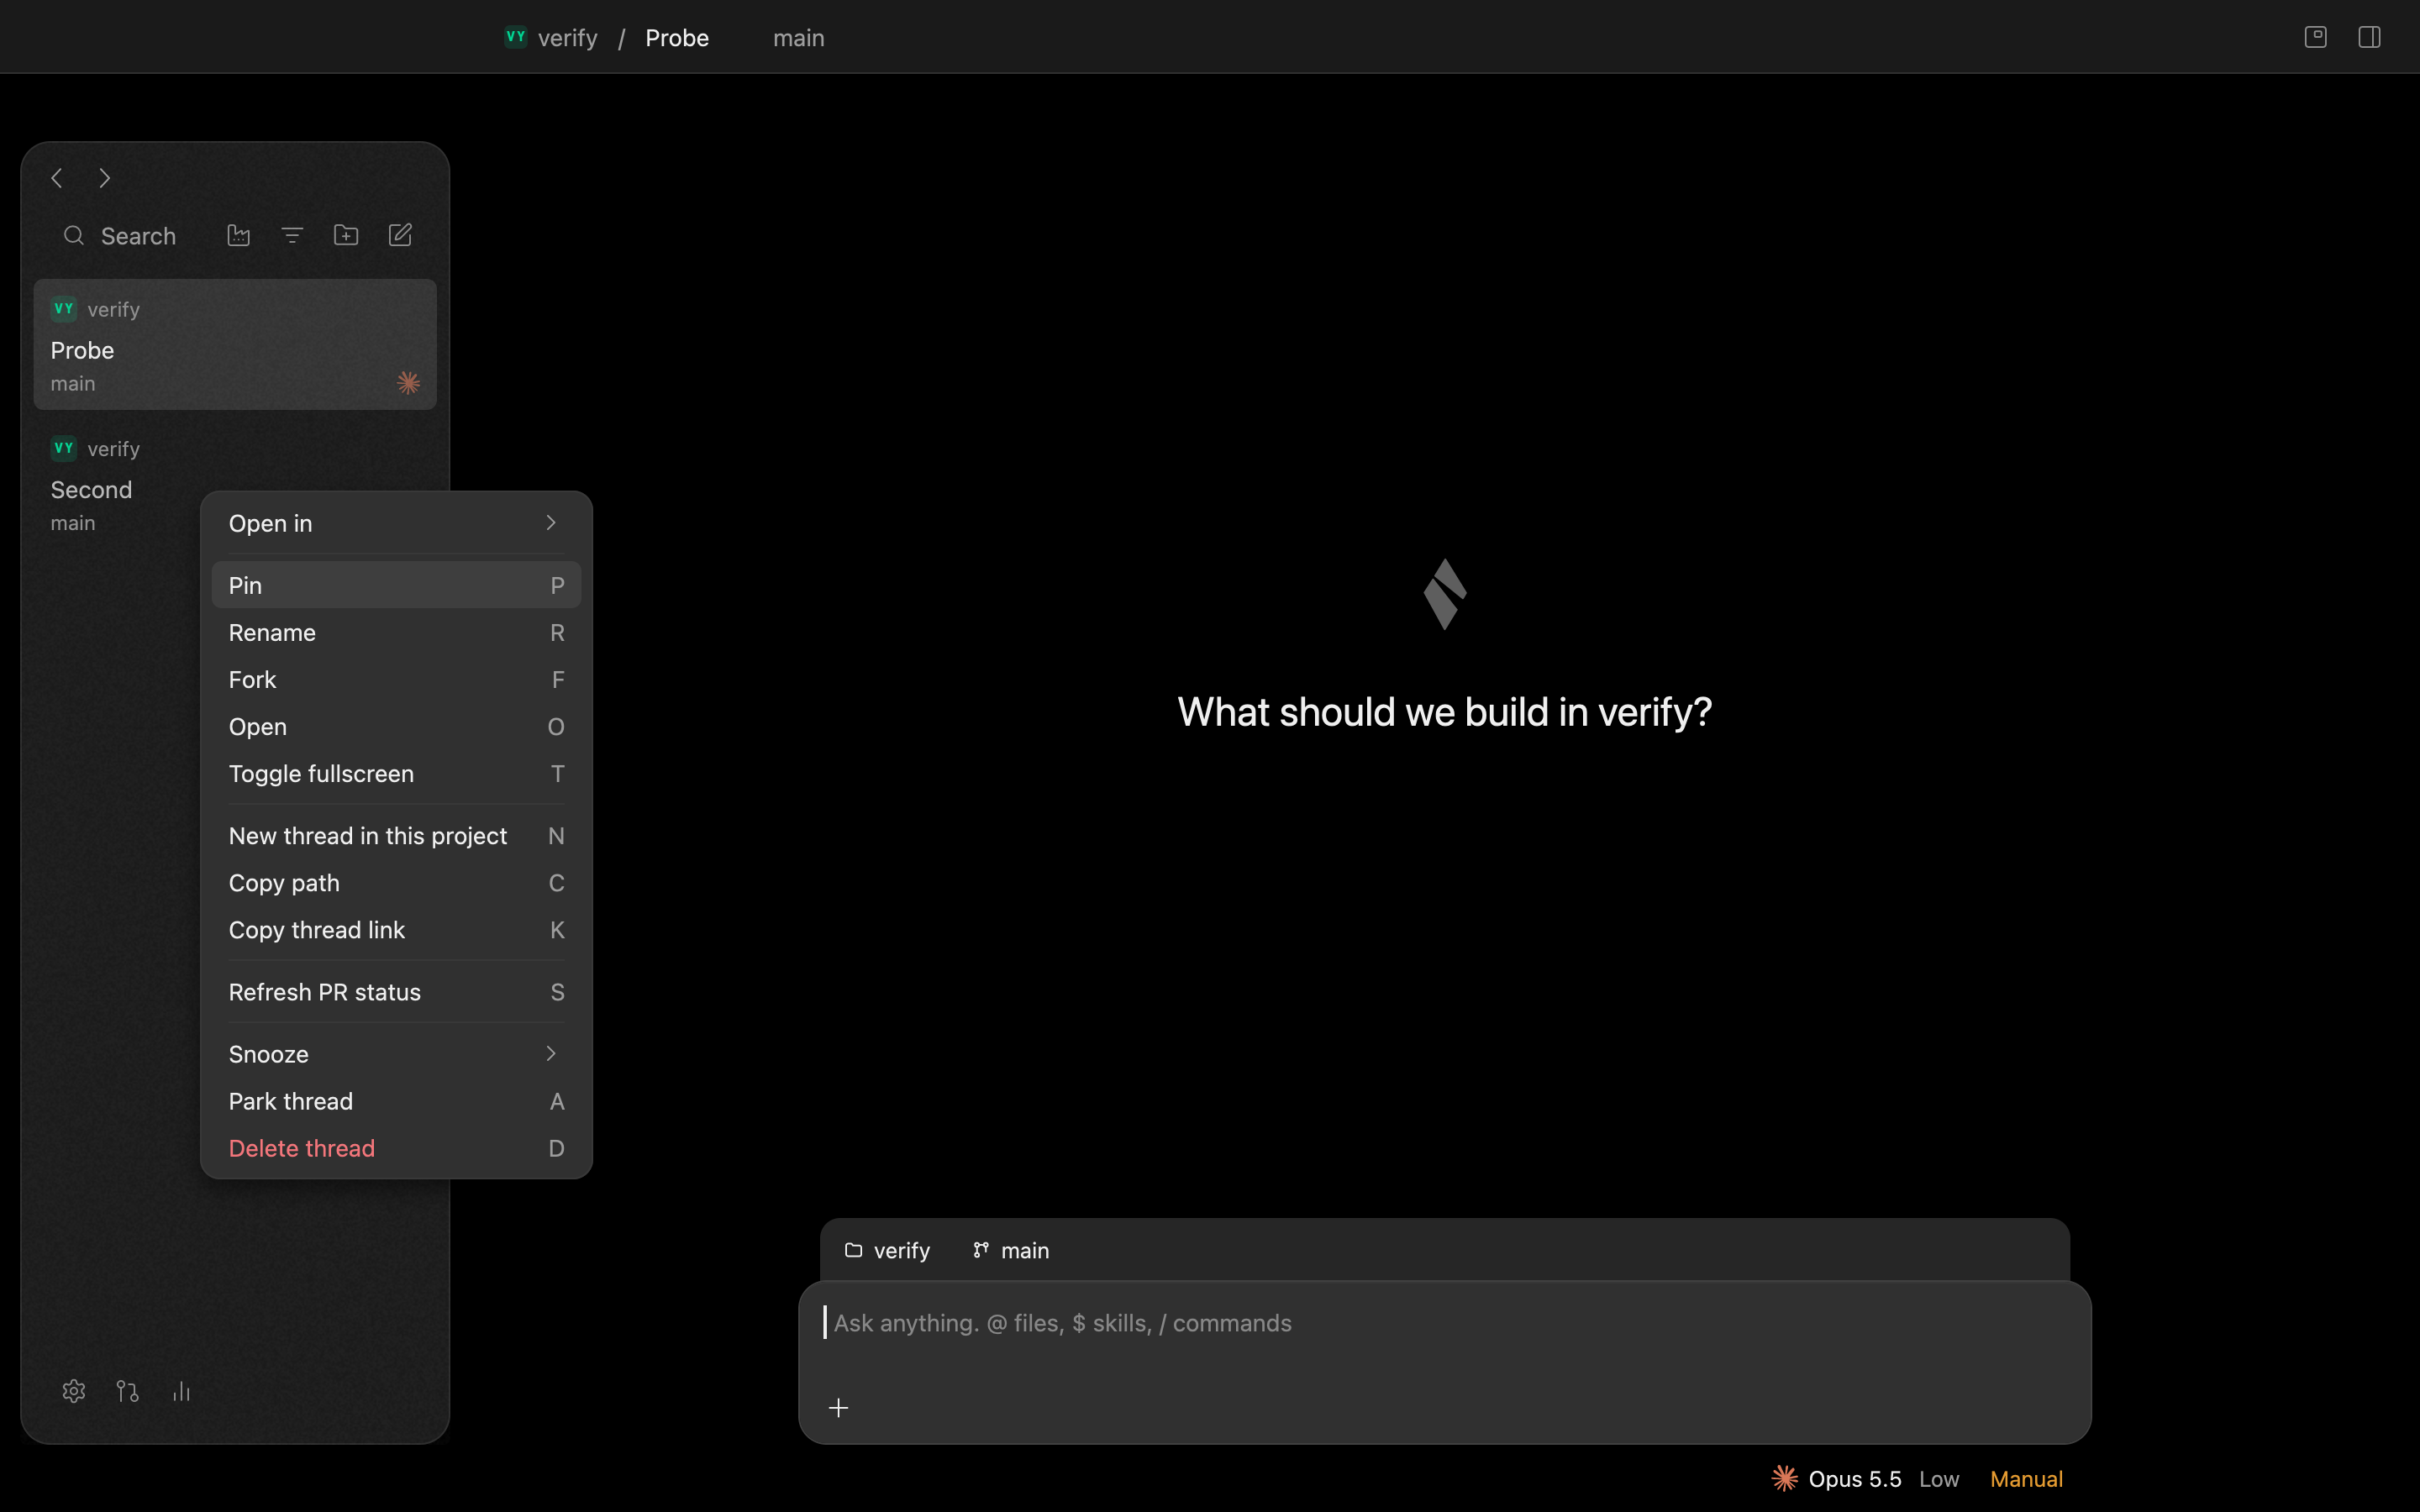 VY verify / Probe main
Search
VY verify
Probe
main
VY verify
Second
main
Open in
Pin P
Rename R
Fork F
Open O
Toggle fullscreen T
New thread in this project N
Copy path C
Copy thread link K
Refresh PR status S
Snooze
Park thread A
Delete thread D
What should we build in verify?
verify main
Ask anything. @ files, $ skills, / commands
Opus 5.5 Low Manual